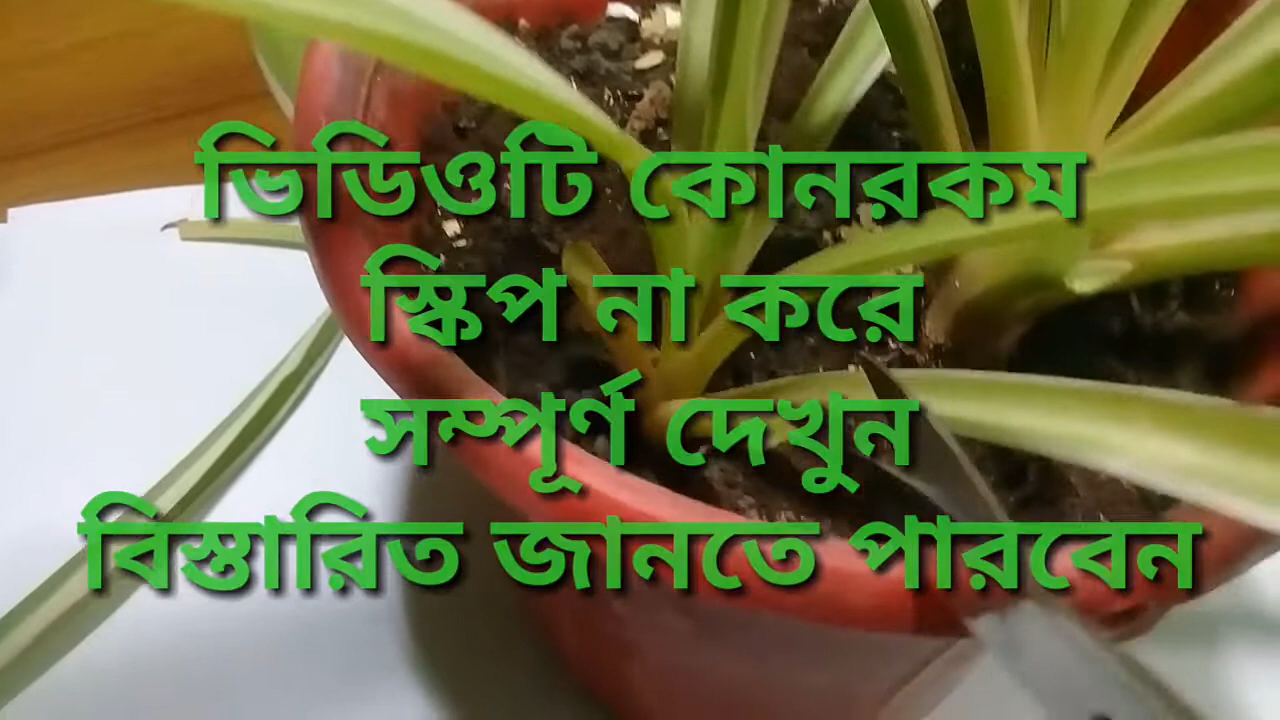 ভিডিওটি কোনরকম
স্কিপ না করে
সম্পূর্ণ দেখুন
বিস্তারিত জানতে পারবেন